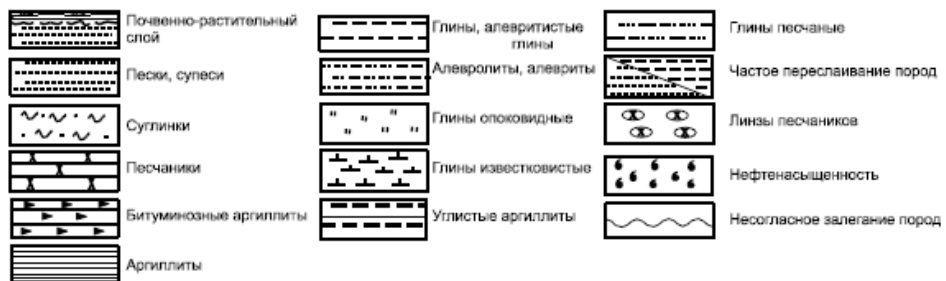 Почвенно-растительный
слой
Пески, супеси
Суглинки
Песчаники
Битуминозные аргиллиты
Аргиллиты
Глины, алевритистые
глины
Алевролиты, алевриты
Глины опоковидные
Глины известковистые
Углистые аргиллиты
Глины песчаные
Частое переслаивание пород
Линзы песчаников
Нефтенасыщенность
Несогласное залегание пород